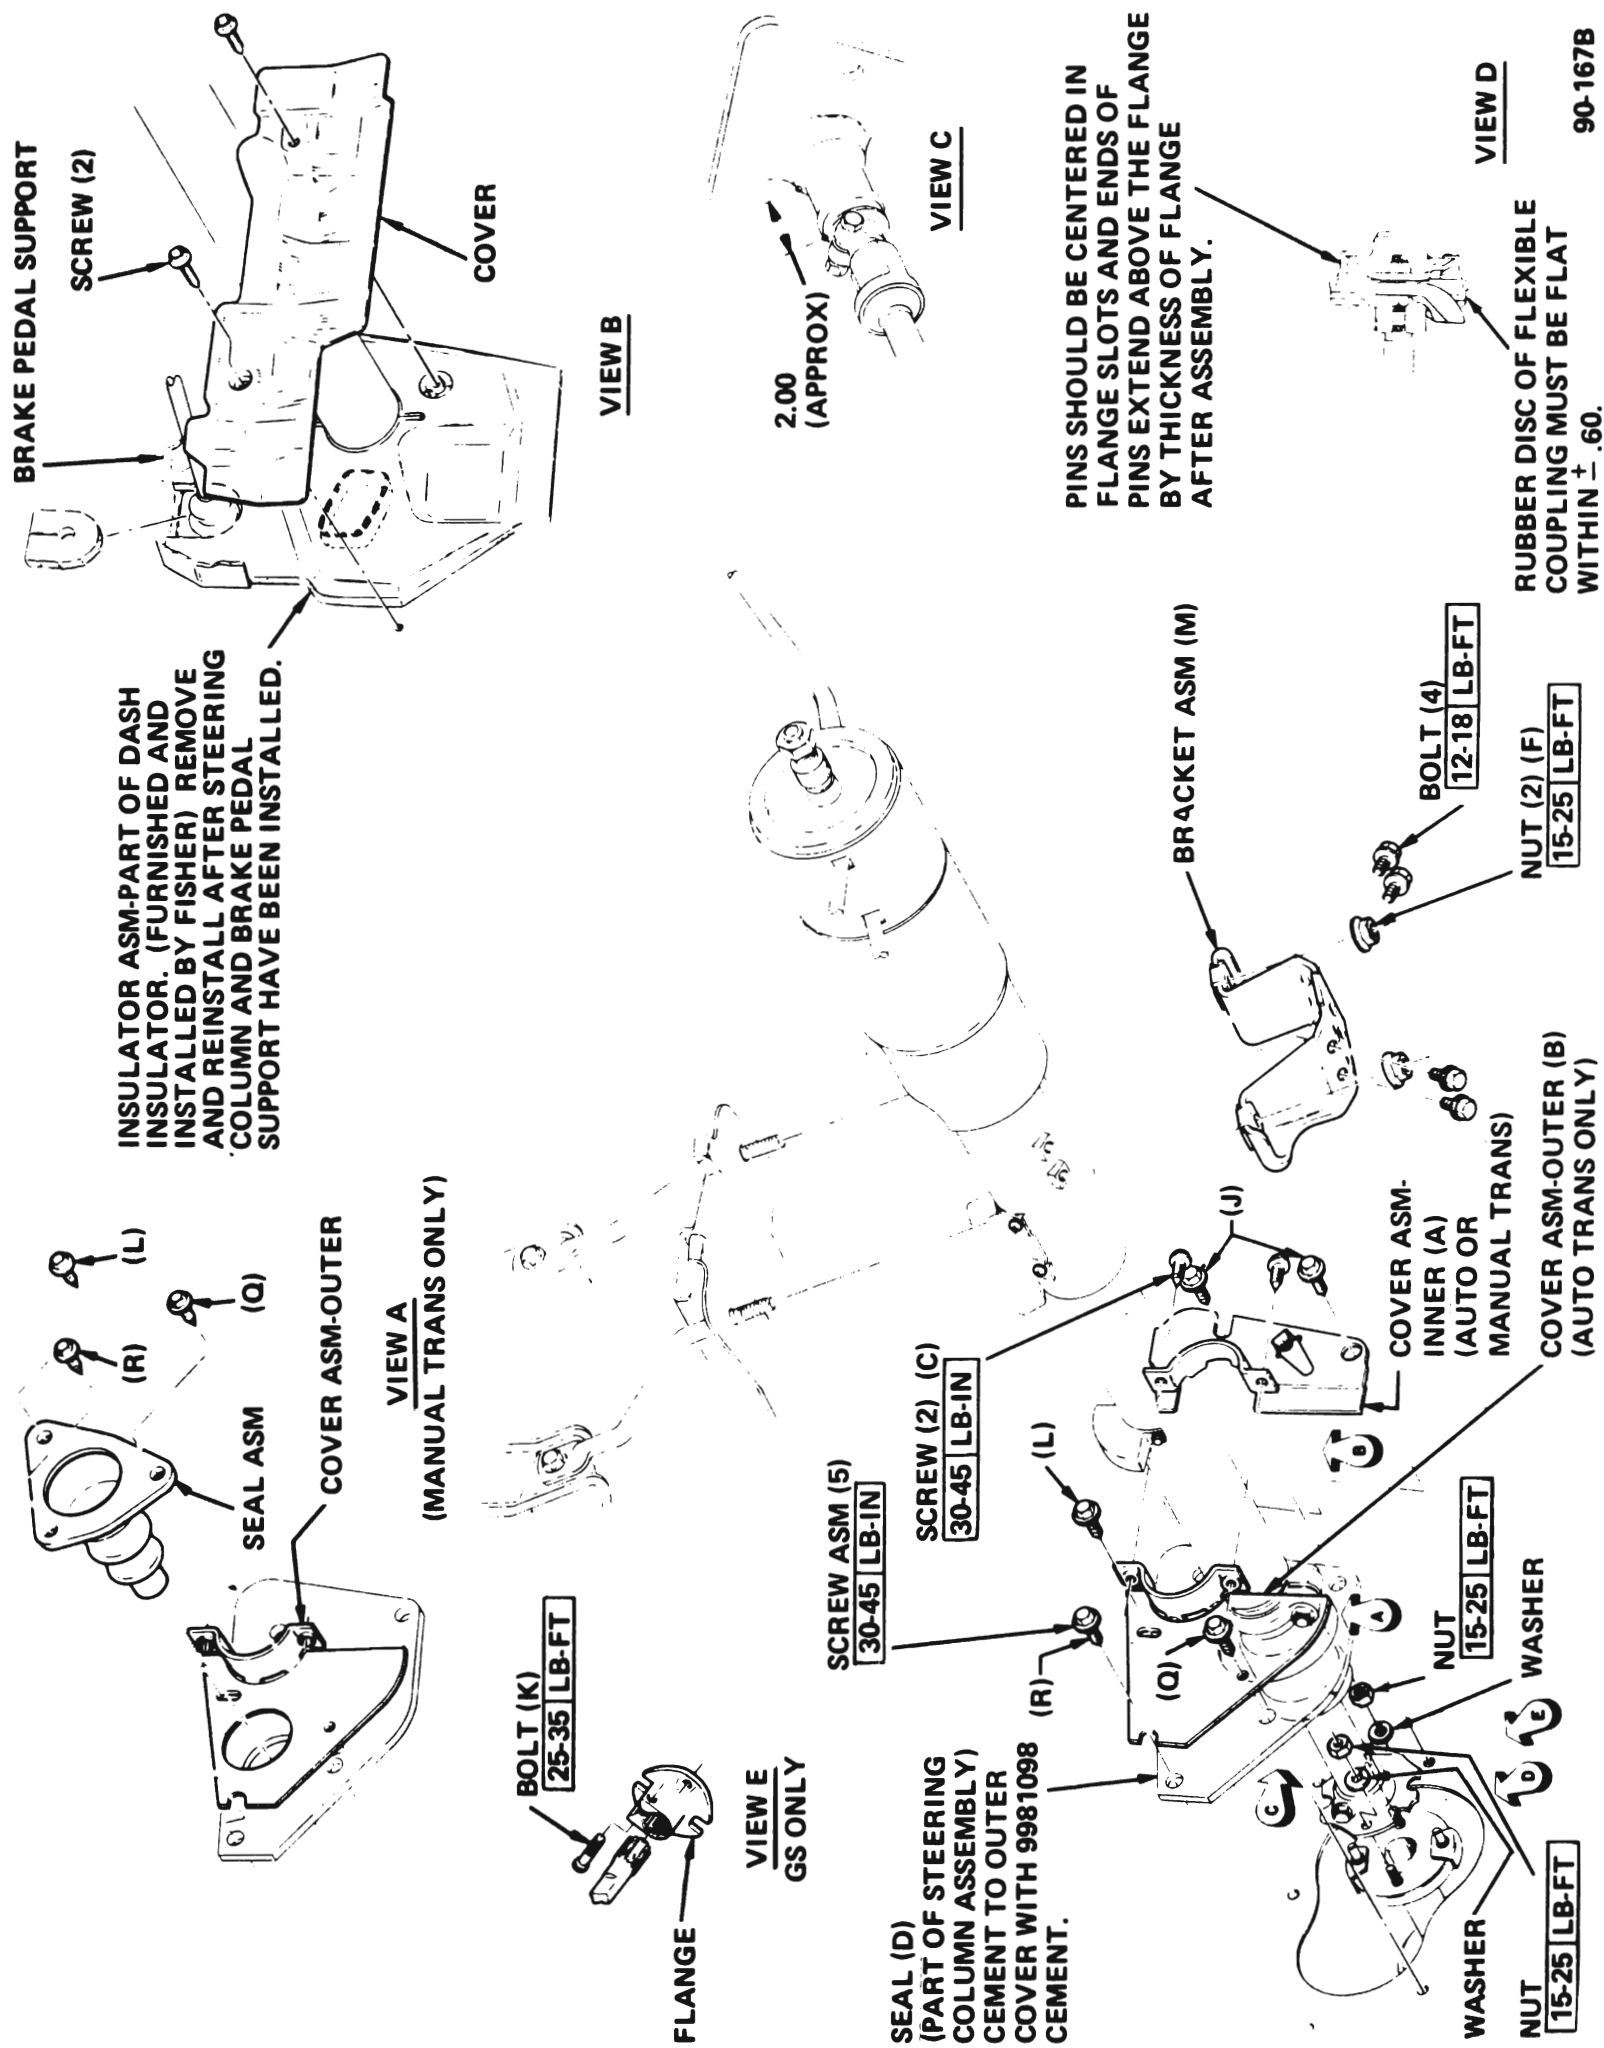 SEAL ASM
COVER ASM-OUTER
(R)
(L)
(Q)
VIEW A
(MANUAL TRANS ONLY)
INSULATOR ASM-PART OF DASH
INSULATOR. (FURNISHED AND
INSTALLED BY FISHER) REMOVE
AND REINSTALL AFTER STEERING
COLUMN AND BRAKE PEDAL
SUPPORT HAVE BEEN INSTALLED.
BRAKE PEDAL SUPPORT
SCREW (2)
COVER
VIEW B
BOLT (K)
25-35 LB-FT
FLANGE
VIEW E
GS ONLY
2.00
(APPROX)
VIEW C
SEAL (D)
(PART OF STEERING
COLUMN ASSEMBLY)
CEMENT TO OUTER
COVER WITH 9981098
CEMENT.
SCREW ASM (5)
30-45 LB-IN
SCREW (2) (C)
30-45 LB-IN
(R)
(L)
(Q)
(J)
BRACKET ASM (M)
PINS SHOULD BE CENTERED IN
FLANGE SLOTS AND ENDS OF
PINS EXTEND ABOVE THE FLANGE
BY THICKNESS OF FLANGE
AFTER ASSEMBLY.
C
A
B
D
E
COVER ASM-
INNER (A)
(AUTO OR
MANUAL TRANS)
BOLT (4)
12-18 LB-FT
NUT (2) (F)
15-25 LB-FT
NUT
15-25 LB-FT
WASHER
WASHER
NUT
15-25 LB-FT
COVER ASM-OUTER (B)
(AUTO TRANS ONLY)
RUBBER DISC OF FLEXIBLE
COUPLING MUST BE FLAT
WITHIN ± .60.
VIEW D
90-167B